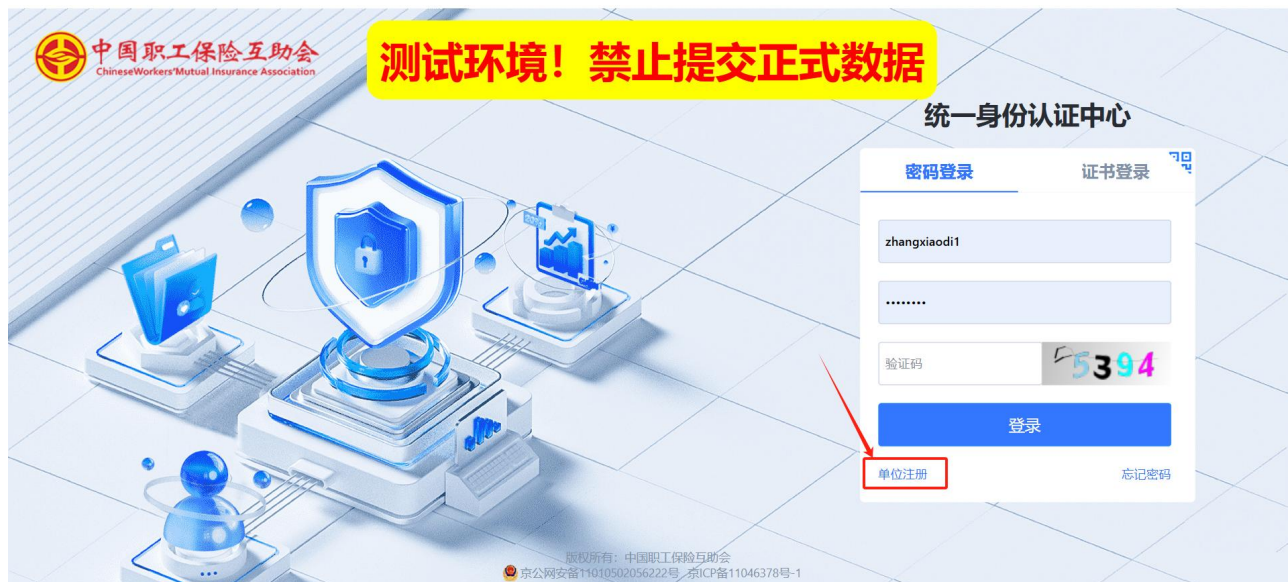 中国职工保险互助会
ChineseWorkers'Mutual Insurance Association
测试环境！禁止提交正式数据
统一身份认证中心
密码登录
证书登录
zhangxiaodi1
••••••••
验证码
5394
登录
单位注册
忘记密码
版权所有：中国职工保险互助会
京公网安备11010502056222号 京ICP备11046378号-1